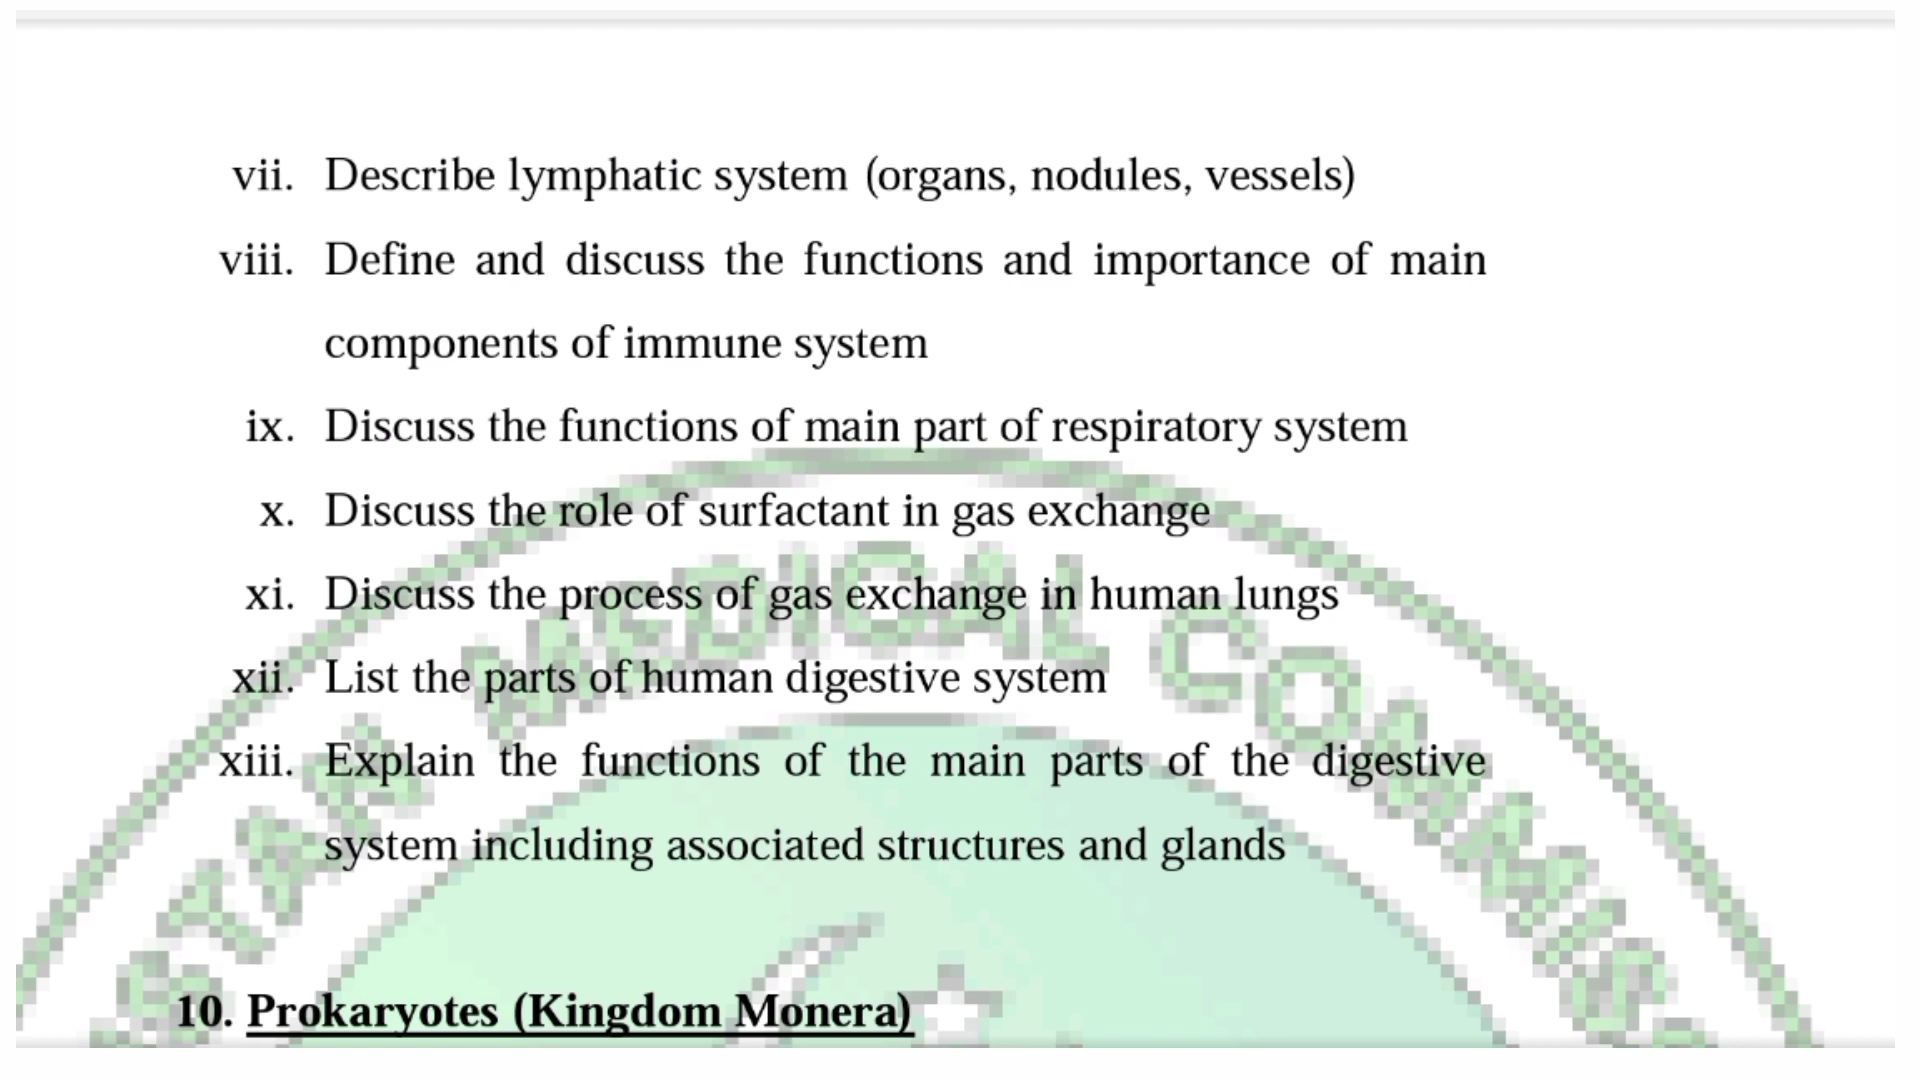 vii. Describe lymphatic system (organs, nodules, vessels)
viii. Define and discuss the functions and importance of main
components of immune system
ix. Discuss the functions of main part of respiratory system
x. Discuss the role of surfactant in gas exchange
xi. Discuss the process of gas exchange in human lungs
xii. List the parts of human digestive system
xiii. Explain the functions of the main parts of the digestive
system including associated structures and glands
10. Prokaryotes (Kingdom Monera)
STAN MEDICAL COMMIS